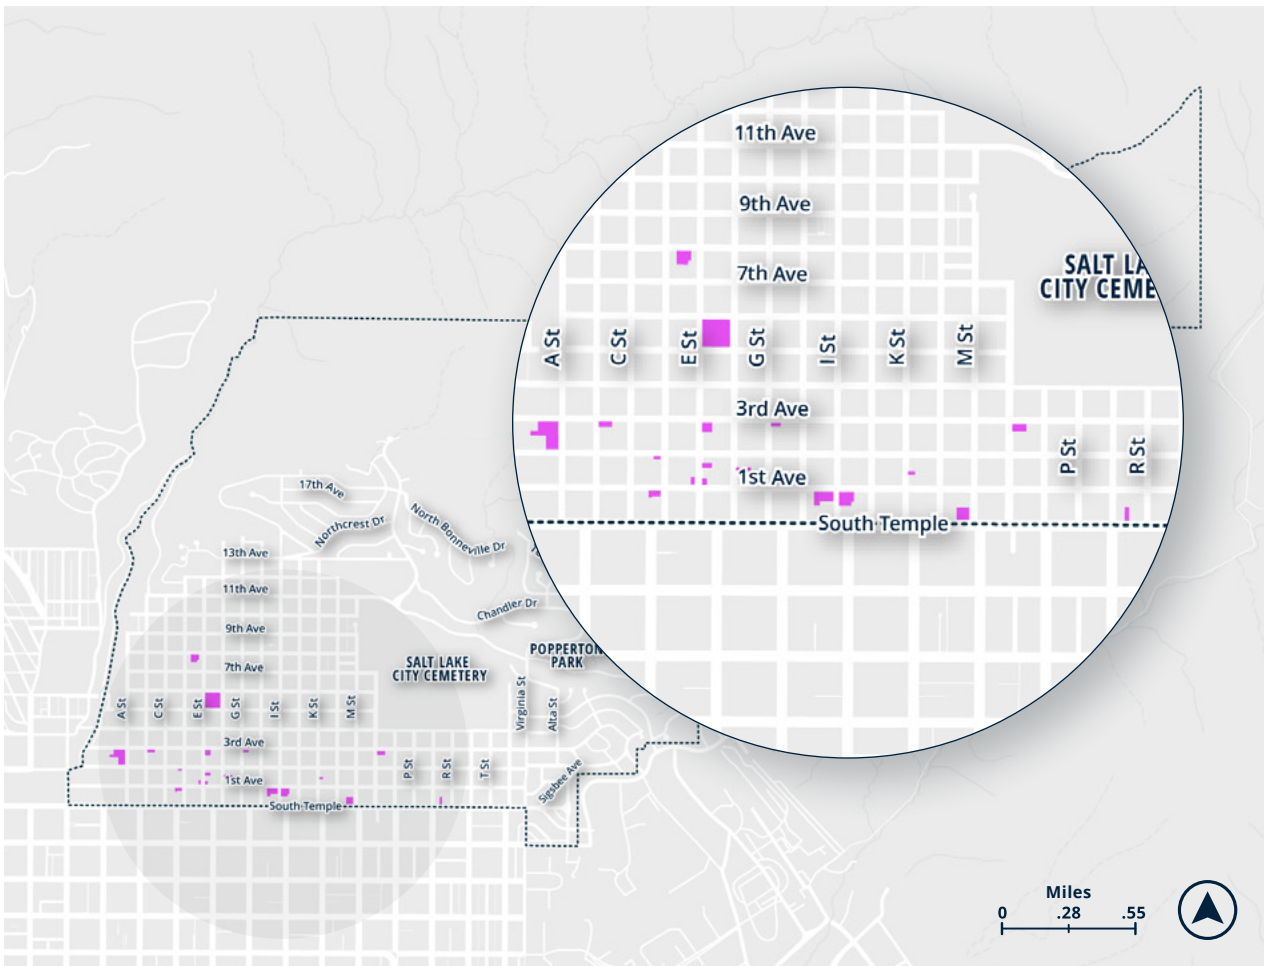 11th Ave
9th Ave
7th Ave
SALT LA
CITY CEME
A St
C St
E St
G St
I St
K St
M St
3rd Ave
P St
R St
1st Ave
South Temple
17th Ave
Northcrest Dr
North Bonneville Dr
13th Ave
11th Ave
Chandler Dr
9th Ave
POPPERTON
PARK
SALT LAKE
CITY CEMETERY
7th Ave
A St
C St
E St
G St
I St
K St
M St
Virginia St
Alta St
3rd Ave
P St
R St
T St
1st Ave
Sigsbee Ave
South Temple
Miles
0 .28 .55